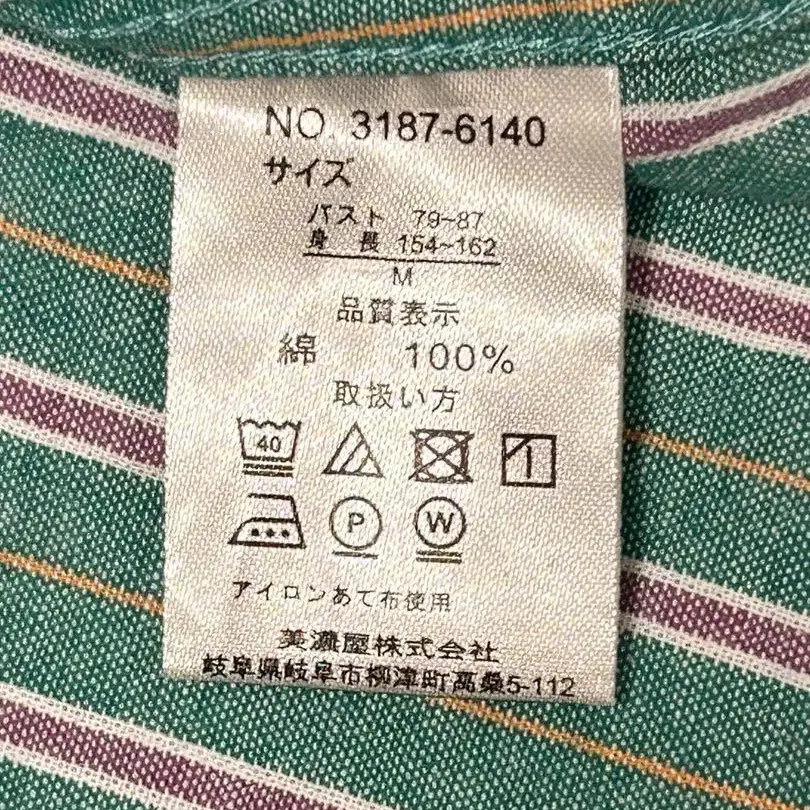 NO. 3187-6140
サイズ
バスト 79~87
身長 154~162
M
品質表示
綿 100%
取扱い方
40
P W
アイロンあて布使用
美濃屋株式会社
岐阜県岐阜市柳津町高桑5-112